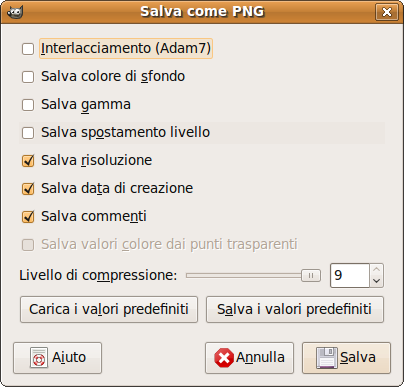 Salva come PNG
Interlacciamento (Adam7)
Salva colore di sfondo
Salva gamma
Salva spostamento livello
Salva risoluzione
Salva data di creazione
Salva commenti
Salva valori colore dai punti trasparenti
Livello di compressione: 9
Carica i valori predefiniti Salva i valori predefiniti
Aiuto Annulla Salva